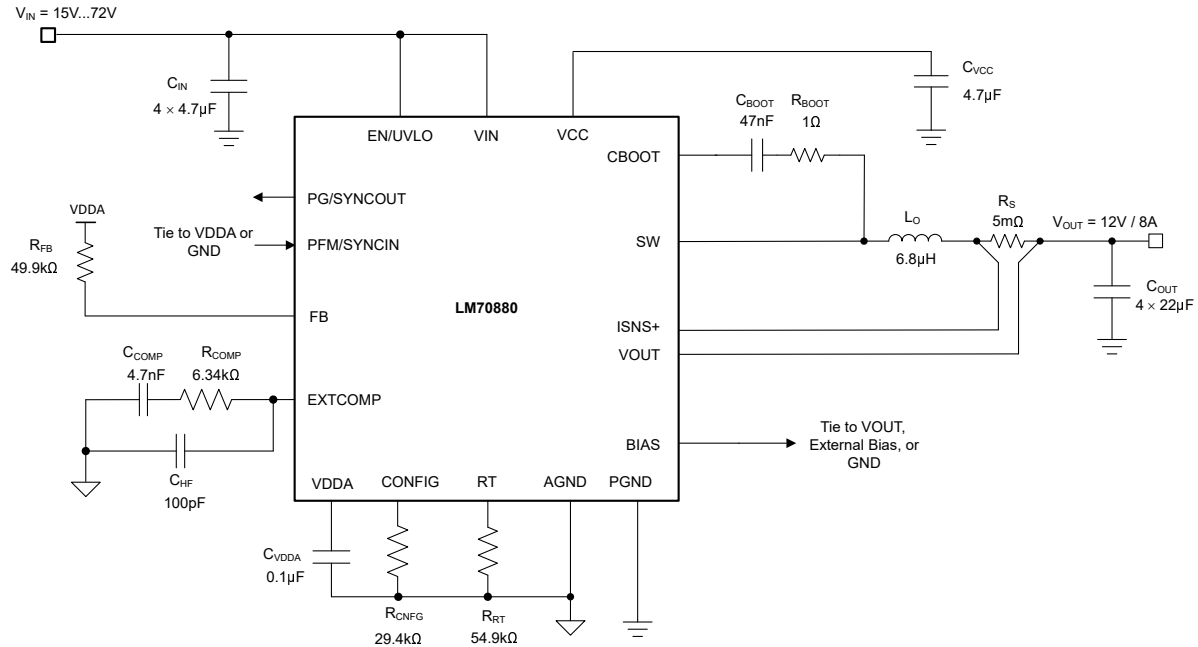 V_IN = 15V...72V
C_IN
4 × 4.7µF
C_VCC
4.7µF
C_BOOT
47nF
R_BOOT
1Ω
EN/UVLO
VIN
VCC
CBOOT
PG/SYNCOUT
VDDA
Tie to VDDA or
GND
PFM/SYNCIN
R_FB
49.9kΩ
SW
L_O
6.8µH
R_S
5mΩ
V_OUT = 12V / 8A
C_OUT
4 × 22µF
LM70880
FB
ISNS+
VOUT
C_COMP
4.7nF
R_COMP
6.34kΩ
EXTCOMP
C_HF
100pF
BIAS
Tie to VOUT,
External Bias, or
GND
VDDA
CONFIG
RT
AGND
PGND
C_VDDA
0.1µF
R_CNFG
29.4kΩ
R_RT
54.9kΩ